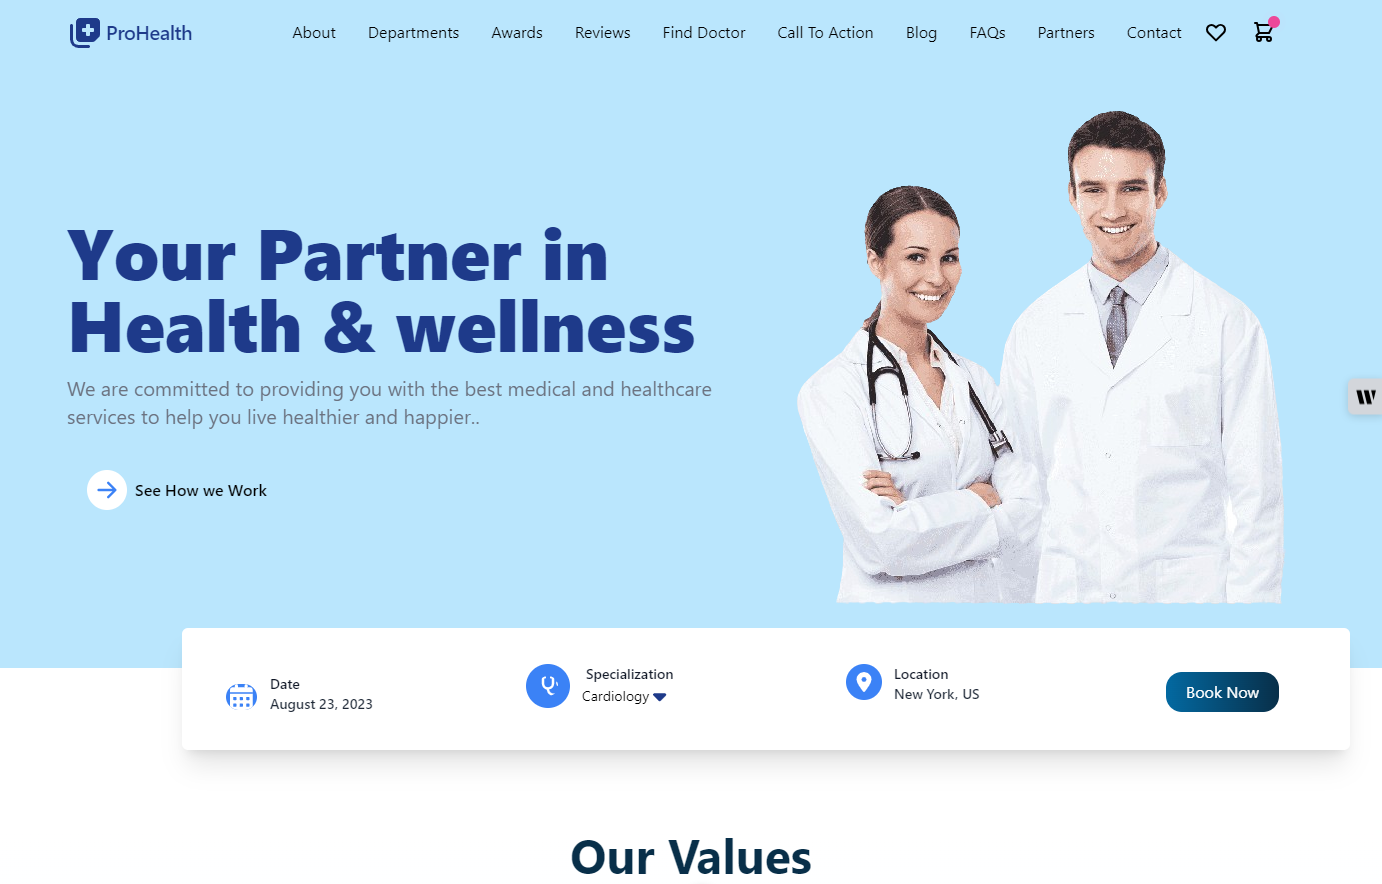 ProHealth
About
Departments
Awards
Reviews
Find Doctor
Call To Action
Blog
FAQs
Partners
Contact
Your Partner in
Health & wellness
We are committed to providing you with the best medical and healthcare
services to help you live healthier and happier..
See How we Work
W
Date
August 23, 2023
Specialization
Cardiology
Location
New York, US
Book Now
Our Values